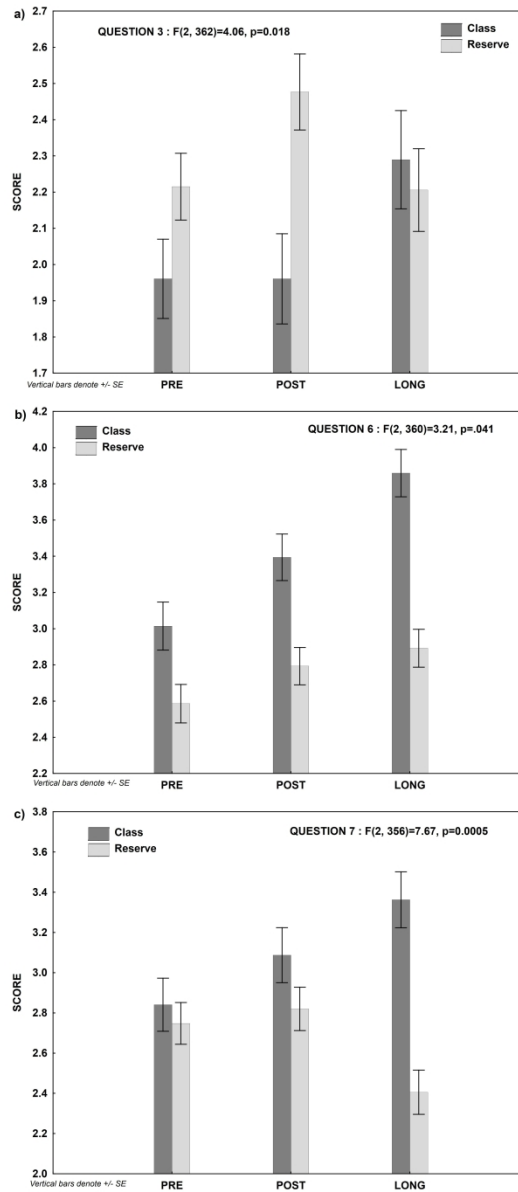 a)
QUESTION 3 : F(2, 362)=4.06, p=0.018
Class
Reserve
SCORE
2.7
2.6
2.5
2.4
2.3
2.2
2.1
2.0
1.9
1.8
1.7
PRE POST LONG
Vertical bars denote +/- SE
b)
Class
Reserve
QUESTION 6 : F(2, 360)=3.21, p=.041
SCORE
4.2
4.0
3.8
3.6
3.4
3.2
3.0
2.8
2.6
2.4
2.2
PRE POST LONG
Vertical bars denote +/- SE
c)
Class
Reserve
QUESTION 7 : F(2, 356)=7.67, p=0.0005
SCORE
3.8
3.6
3.4
3.2
3.0
2.8
2.6
2.4
2.2
2.0
PRE POST LONG
Vertical bars denote +/- SE